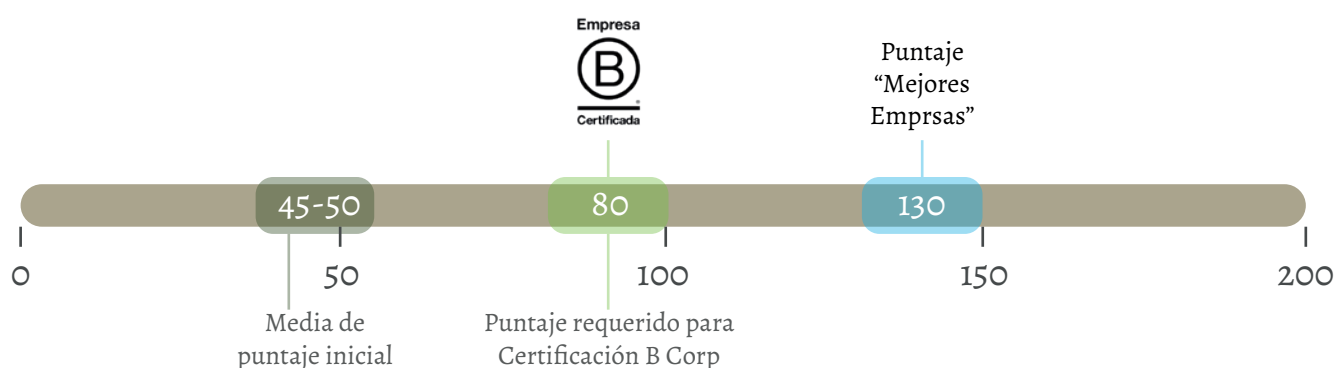 Empresa
B
Certificada
Puntaje
“Mejores
Emprsas”
45-50
80
130
0
50
100
150
200
Media de
puntaje inicial
Puntaje requerido para
Certificación B Corp